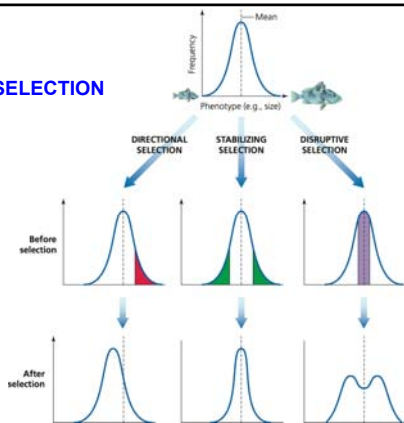 SELECTION
Mean
Frequency
Phenotype (e.g., size)
DIRECTIONAL
SELECTION
STABILIZING
SELECTION
DISRUPTIVE
SELECTION
Before
selection
After
selection